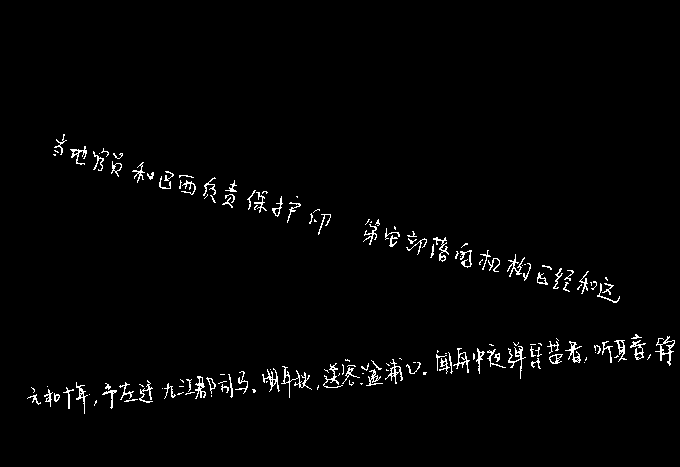 当地官员和巴西负责保护印 第安部落的机构已经和这
元和十年，予左迁九江郡司马。明年秋，送客湓浦口。闻舟中夜弹琵琶者，听其音，铮